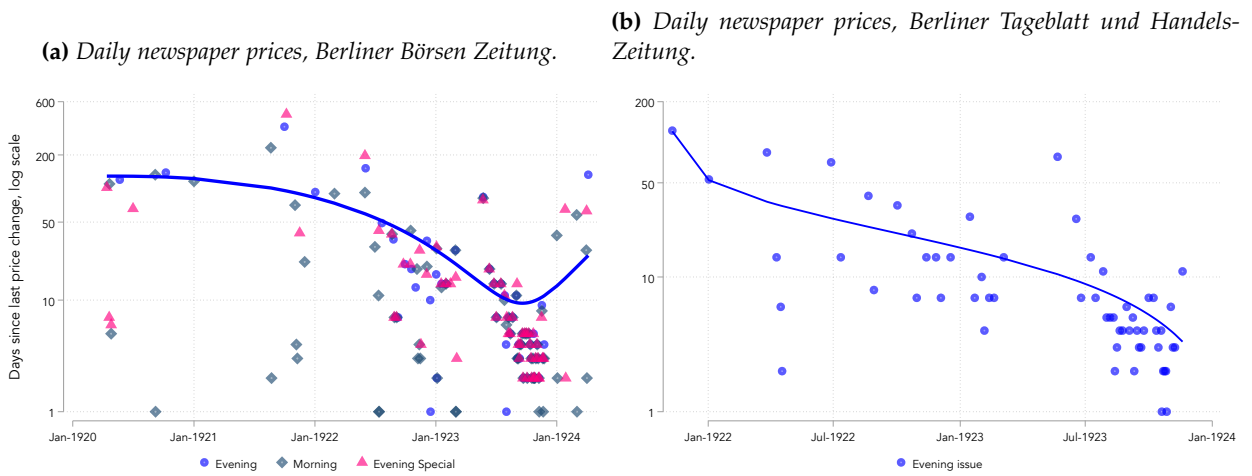 (a) Daily newspaper prices, Berliner Börsen Zeitung.
600
200
50
10
1
Days since last price change, log scale
Jan-1920 Jan-1921 Jan-1922 Jan-1923 Jan-1924
Evening Morning Evening Special
(b) Daily newspaper prices, Berliner Tageblatt und Handels-
Zeitung.
200
50
10
1
Jan-1922 Jul-1922 Jan-1923 Jul-1923 Jan-1924
Evening issue